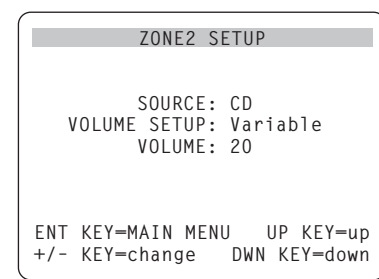 ZONE2 SETUP
SOURCE: CD
VOLUME SETUP: Variable
VOLUME: 20
ENT KEY=MAIN MENU UP KEY=up
+/- KEY=change DWN KEY=down